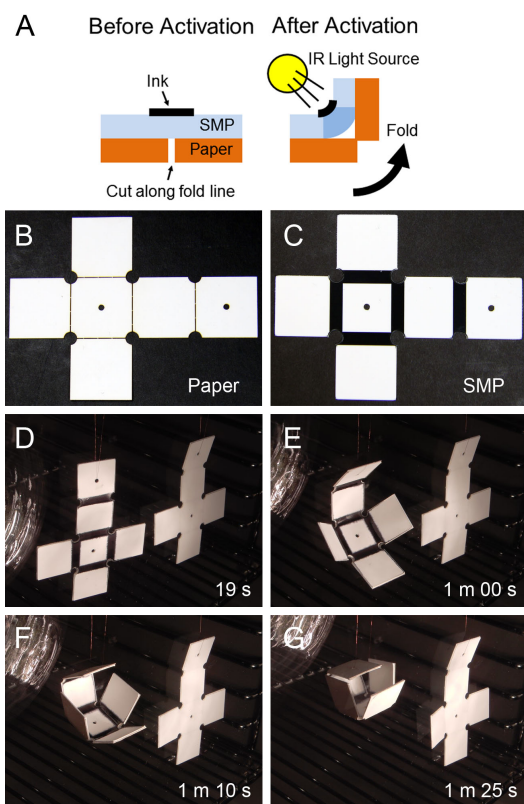 A
Before Activation
After Activation
Ink
IR Light Source
SMP
Paper
Fold
Cut along fold line
B
Paper
C
SMP
D
19 s
E
1 m 00 s
F
1 m 10 s
G
1 m 25 s